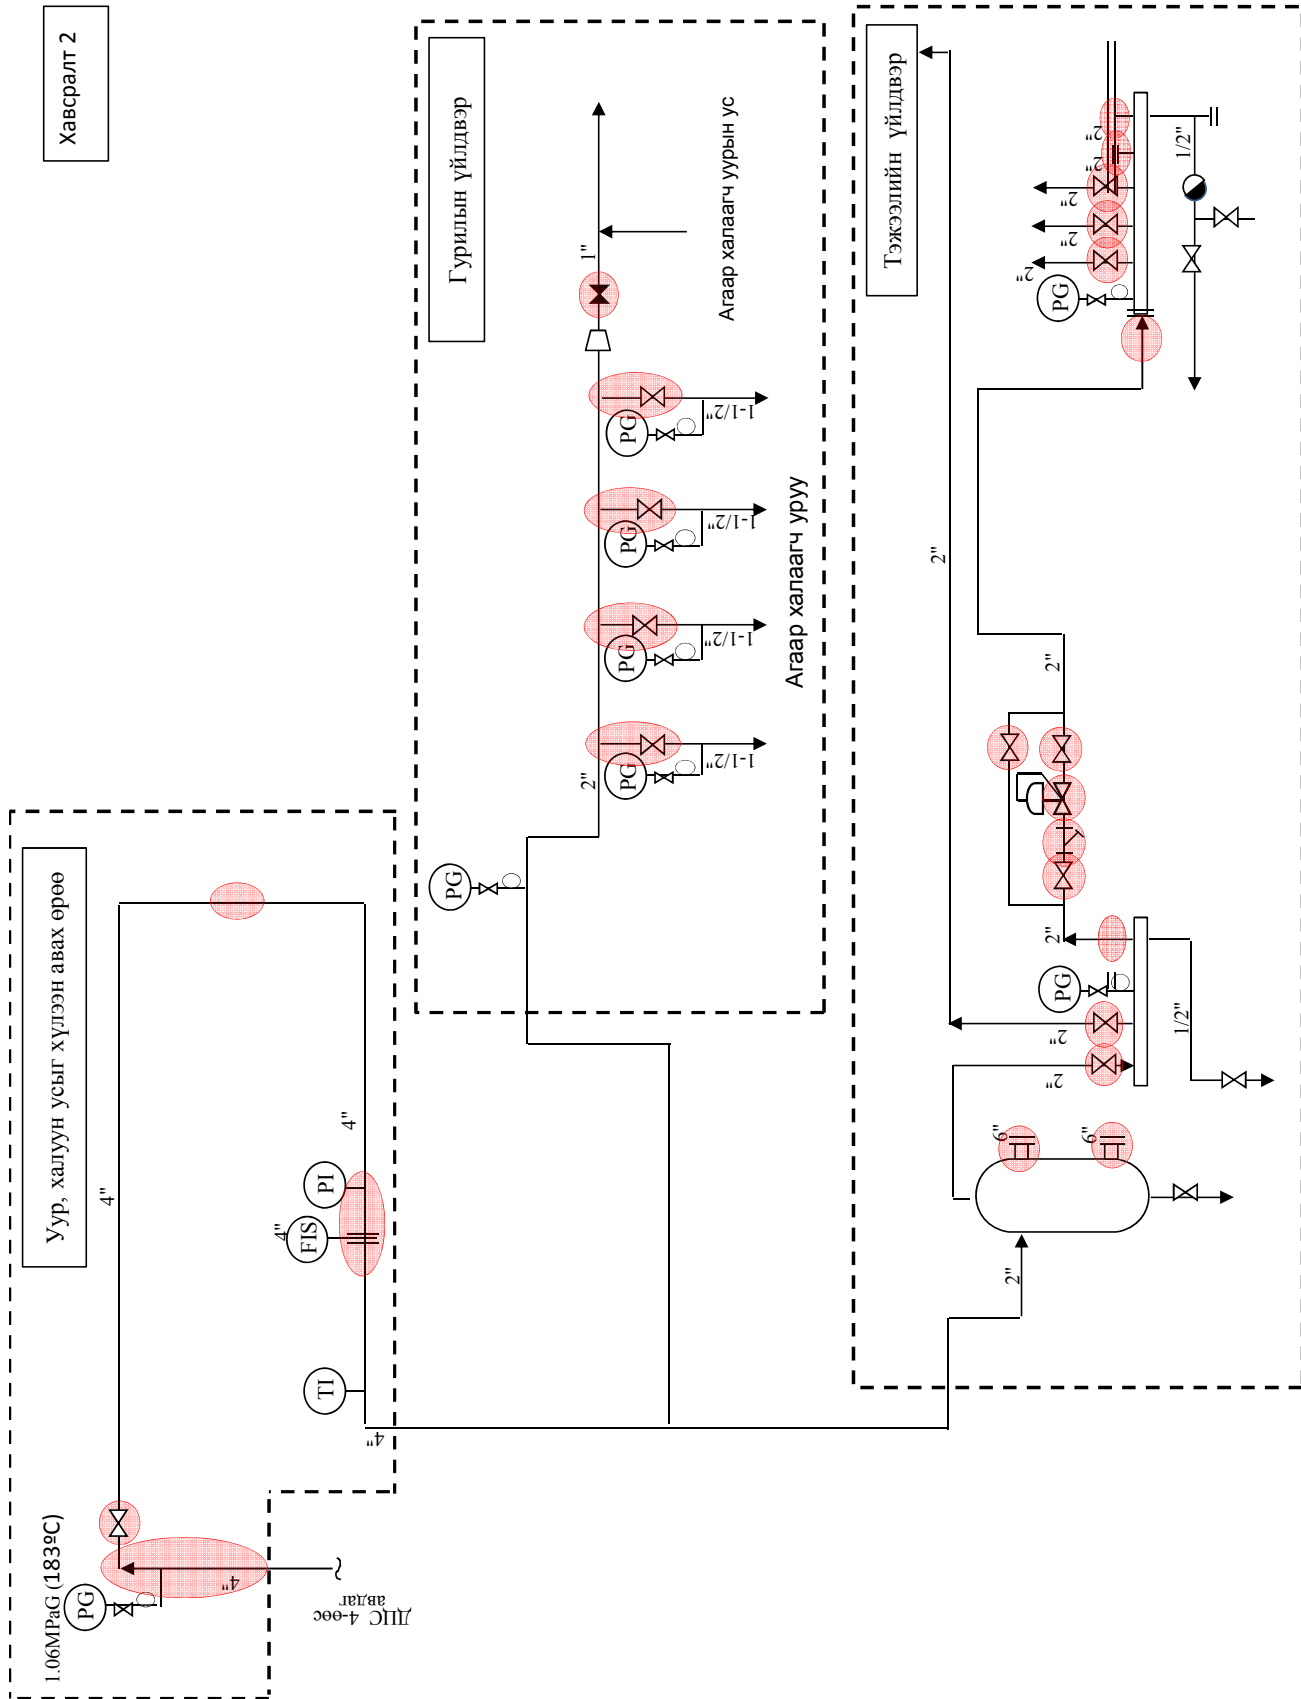 Хавсралт 2
Уур, халуун усыг хүлээн авах өрөө
1.06MPaG (183ºC)
PG
4"
ДЦС 4-өөс
авдаг
4"
4"
PI
4"
FIS
TI
4"
Гурилын үйлдвэр
PG
2"
PG
1-1/2"
PG
1-1/2"
PG
1-1/2"
PG
1-1/2"
1"
Агаар халаагч уурын ус
Агаар халаагч уруу
Тэжээлийн үйлдвэр
2"
2"
6"
6"
2"
2"
PG
2"
1/2"
2"
PG
2"
2"
2"
2"
2"
1/2"